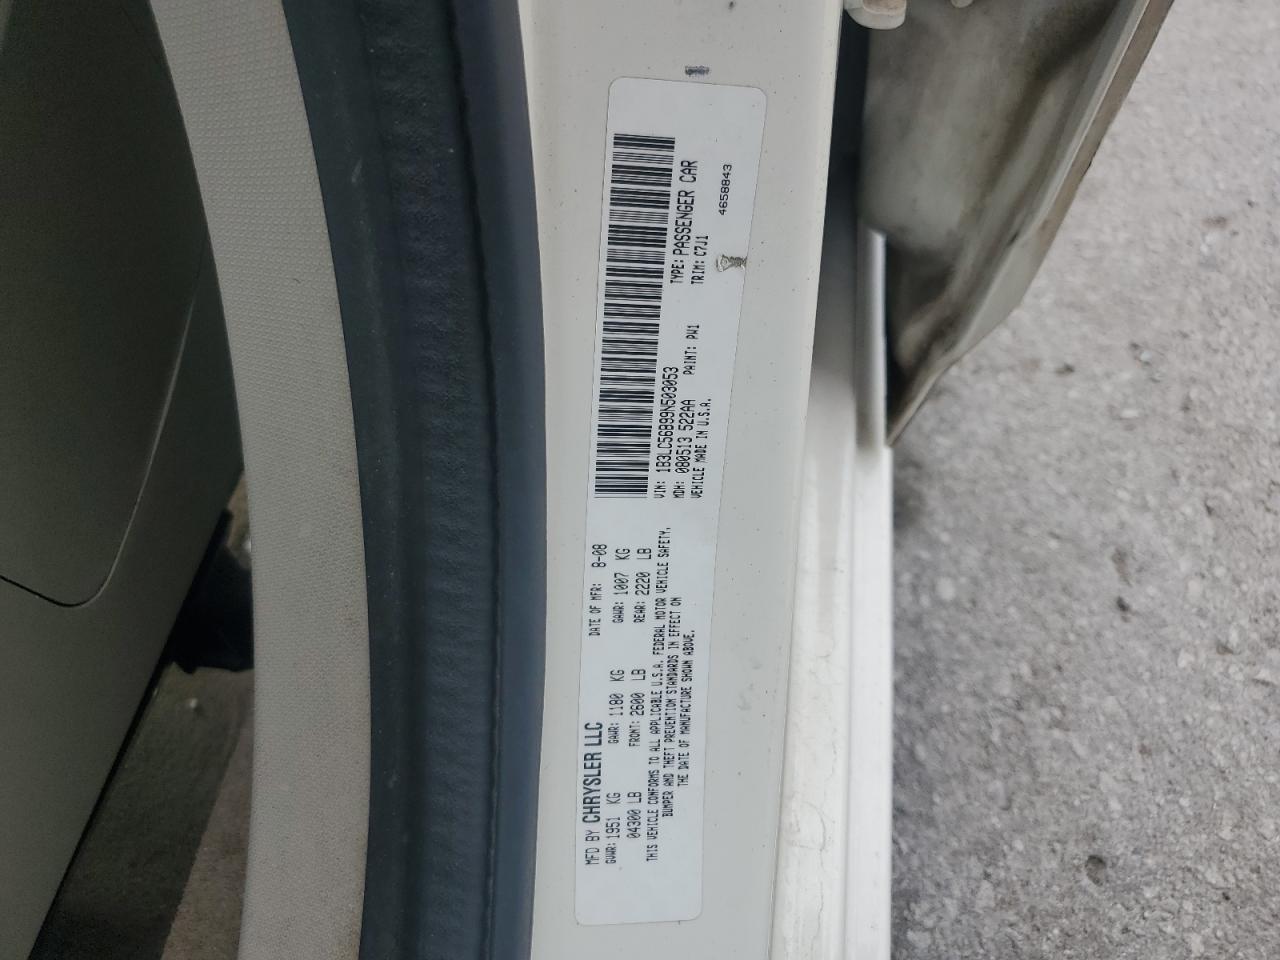 MFD BY CHRYSLER LLC DATE OF MFR: 8-08
GVWR: 1951 KG GAWR: 1180 KG GAWR: 1007 KG
04300 LB FRONT: 2600 LB REAR: 2220 LB
THIS VEHICLE CONFORMS TO ALL APPLICABLE U.S.A. FEDERAL MOTOR VEHICLE SAFETY,
BUMPER AND THEFT PREVENTION STANDARDS IN EFFECT ON
THE DATE OF MANUFACTURE SHOWN ABOVE.
VIN: 1B3LC56B99N503053 TYPE: PASSENGER CAR
MDH: 080513 522AA PAINT: PW1 TRIM: C7J1
VEHICLE MADE IN U.S.A.
4658843